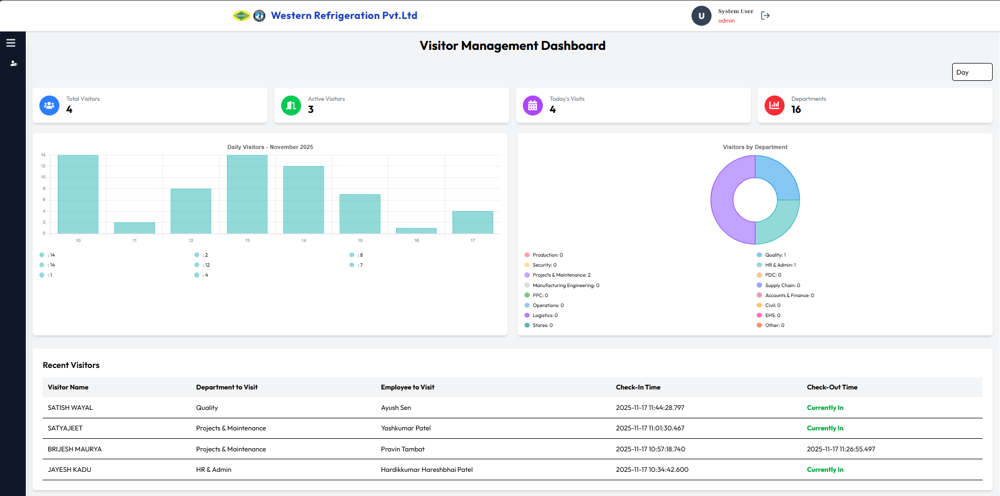 WESTERN
Western Refrigeration Pvt.Ltd
U
System User
admin
Visitor Management Dashboard
Day
Total Visitors
4
Active Visitors
3
Today's Visits
4
Departments
16
Daily Visitors - November 2025
14
12
10
8
6
4
2
0
10 11 12 13 14 15 16 17
: 14 : 2 : 8
: 14 : 12 : 7
: 1 : 4
Visitors by Department
Production: 0 Quality: 1
Security: 0 HR & Admin: 1
Projects & Maintenance: 2 PDC: 0
Manufacturing Engineering: 0 Supply Chain: 0
PPC: 0 Accounts & Finance: 0
Operations: 0 Civil: 0
Logistics: 0 EHS: 0
Stores: 0 Other: 0
Recent Visitors
Visitor Name Department to Visit Employee to Visit Check-In Time Check-Out Time
SATISH WAYAL Quality Ayush Sen 2025-11-17 11:44:28.797 Currently In
SATYAJEET Projects & Maintenance Yashkumar Patel 2025-11-17 11:01:30.467 Currently In
BRIJESH MAURYA Projects & Maintenance Pravin Tambat 2025-11-17 10:57:18.740 2025-11-17 11:26:55.497
JAYESH KADU HR & Admin Hardikkumar Hareshbhai Patel 2025-11-17 10:34:42.600 Currently In